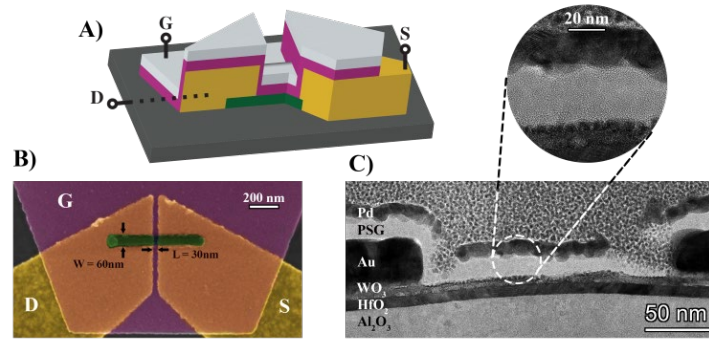 A)
G
S
D
20 nm
B)
G
200 nm
W = 60nm
L = 30nm
D
S
C)
Pd
PSG
Au
WO₃
HfO₂
Al₂O₃
50 nm